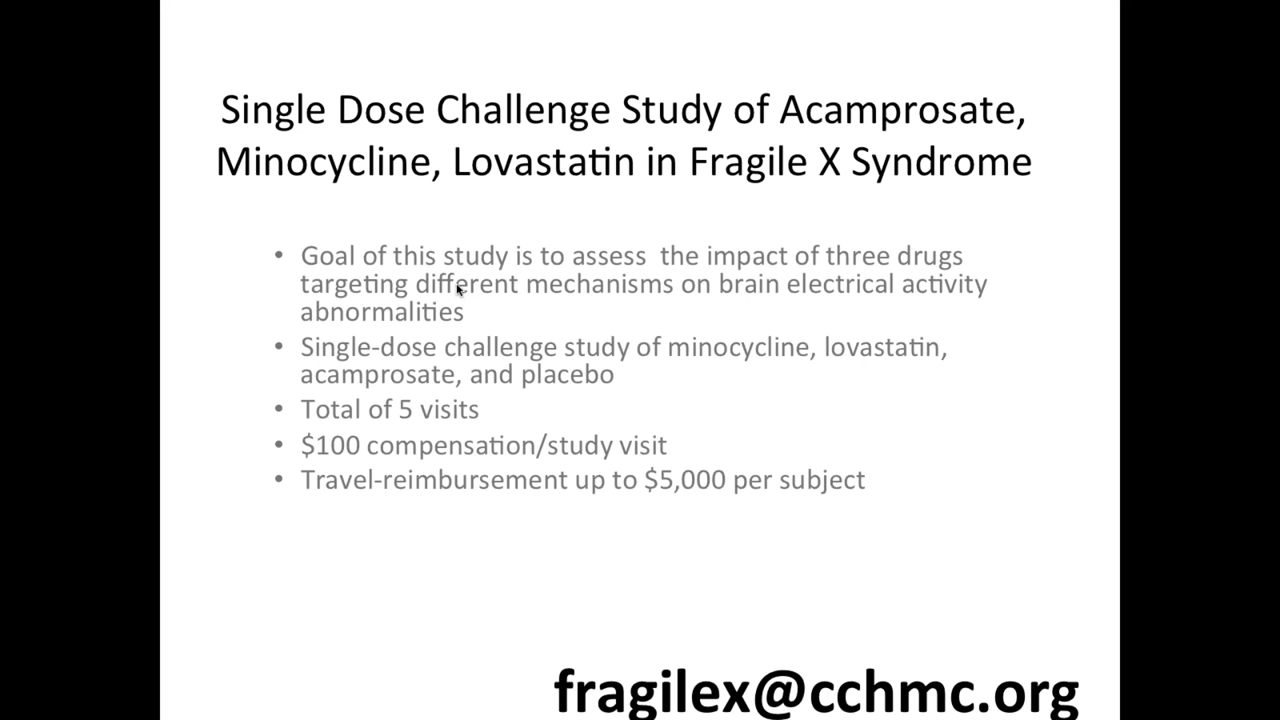 Single Dose Challenge Study of Acamprosate,
Minocycline, Lovastatin in Fragile X Syndrome
• Goal of this study is to assess  the impact of three drugs
targeting different mechanisms on brain electrical activity
abnormalities
• Single-dose challenge study of minocycline, lovastatin,
acamprosate, and placebo
• Total of 5 visits
• $100 compensation/study visit
• Travel-reimbursement up to $5,000 per subject
fragilex@cchmc.org